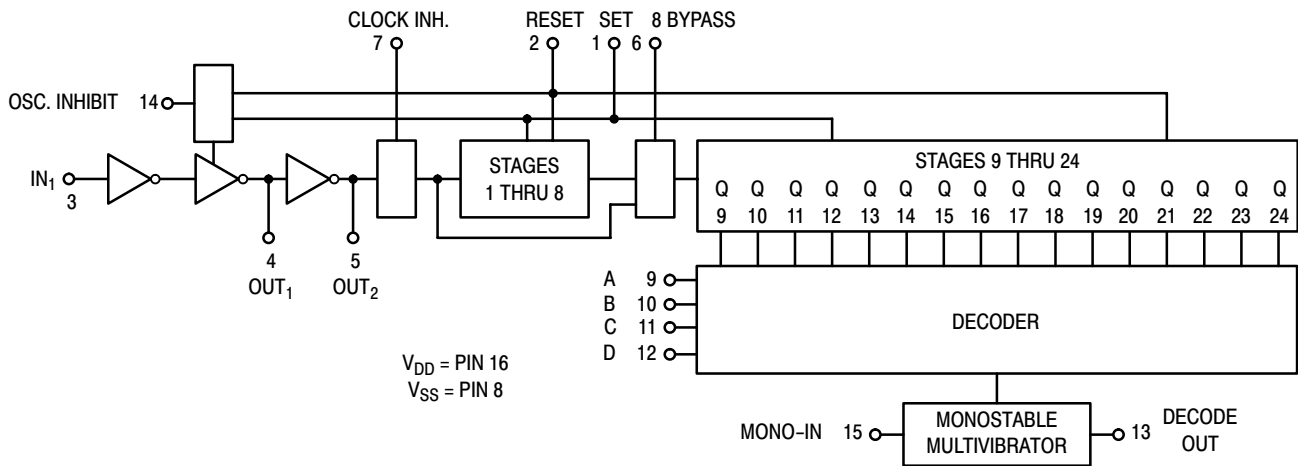 CLOCK INH. RESET SET 8 BYPASS
7 2 1 6
OSC. INHIBIT 14
IN1
3
STAGES
1 THRU 8
STAGES 9 THRU 24
Q Q Q Q Q Q Q Q Q Q Q Q Q Q Q Q
9 10 11 12 13 14 15 16 17 18 19 20 21 22 23 24
4 5
OUT1 OUT2
A 9
B 10
C 11
D 12
DECODER
VDD = PIN 16
VSS = PIN 8
MONO–IN 15
MONOSTABLE
MULTIVIBRATOR
13 DECODE
OUT